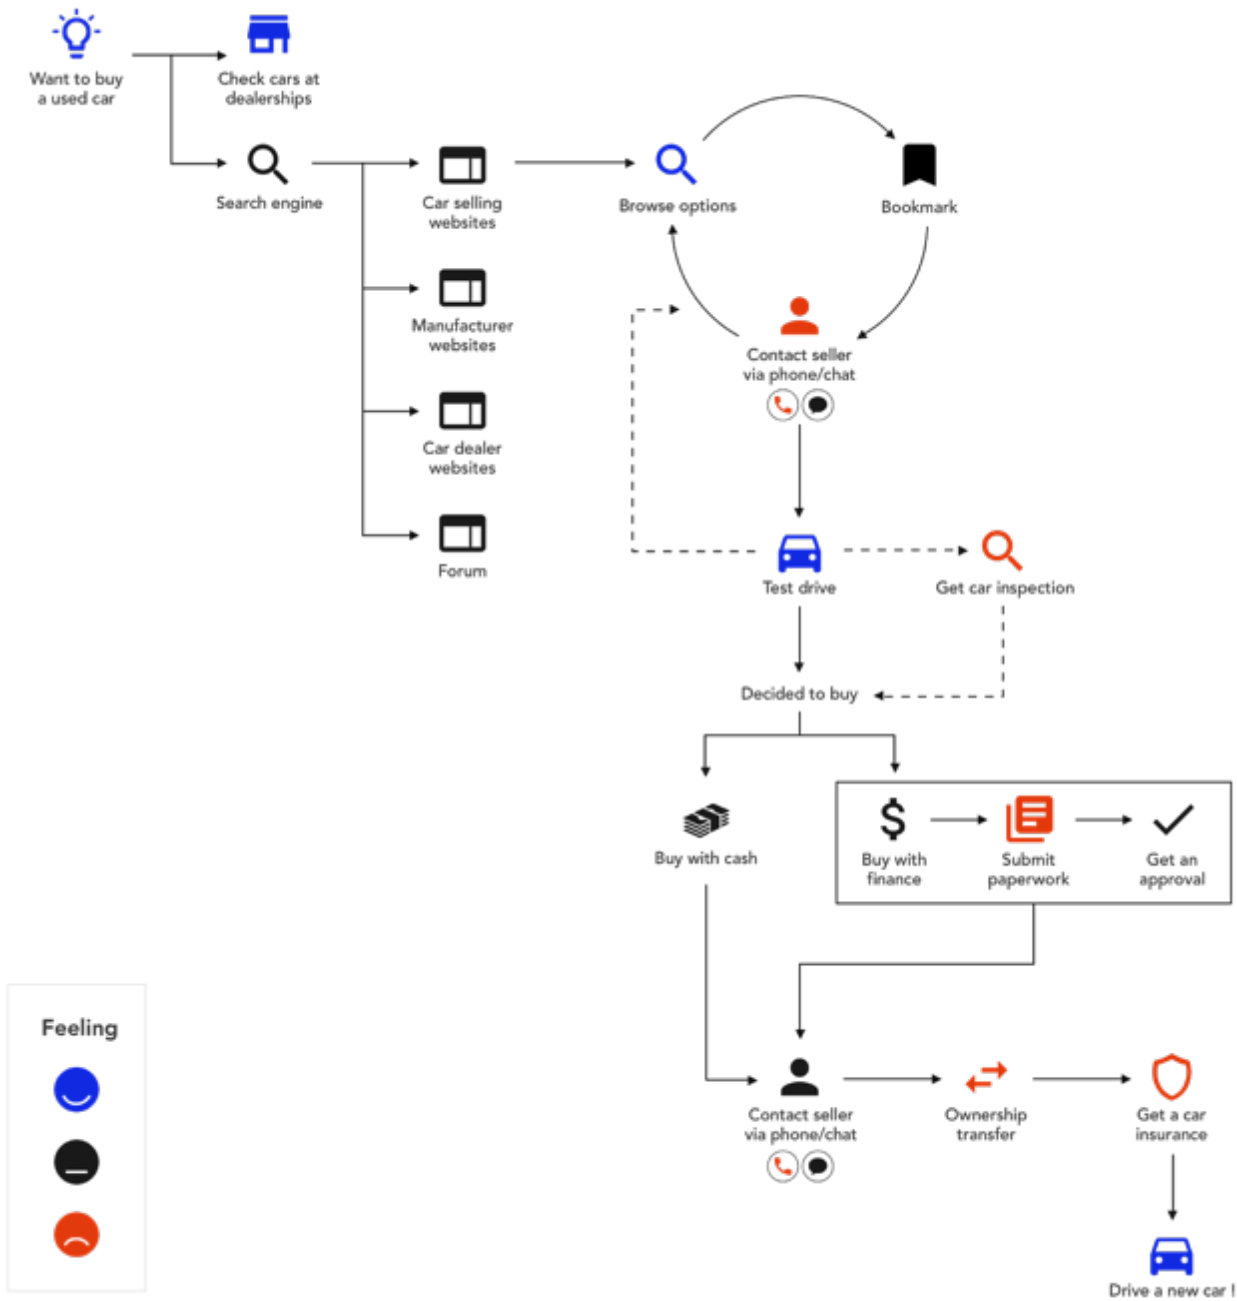 Want to buy
a used car
Check cars at
dealerships
Search engine
Car selling
websites
Browse options
Bookmark
Manufacturer
websites
Contact seller
via phone/chat
Car dealer
websites
Forum
Test drive
Get car inspection
Decided to buy
Buy with cash
$
Buy with
finance
Submit
paperwork
Get an
approval
Feeling
Contact seller
via phone/chat
Ownership
transfer
Get a car
insurance
Drive a new car !